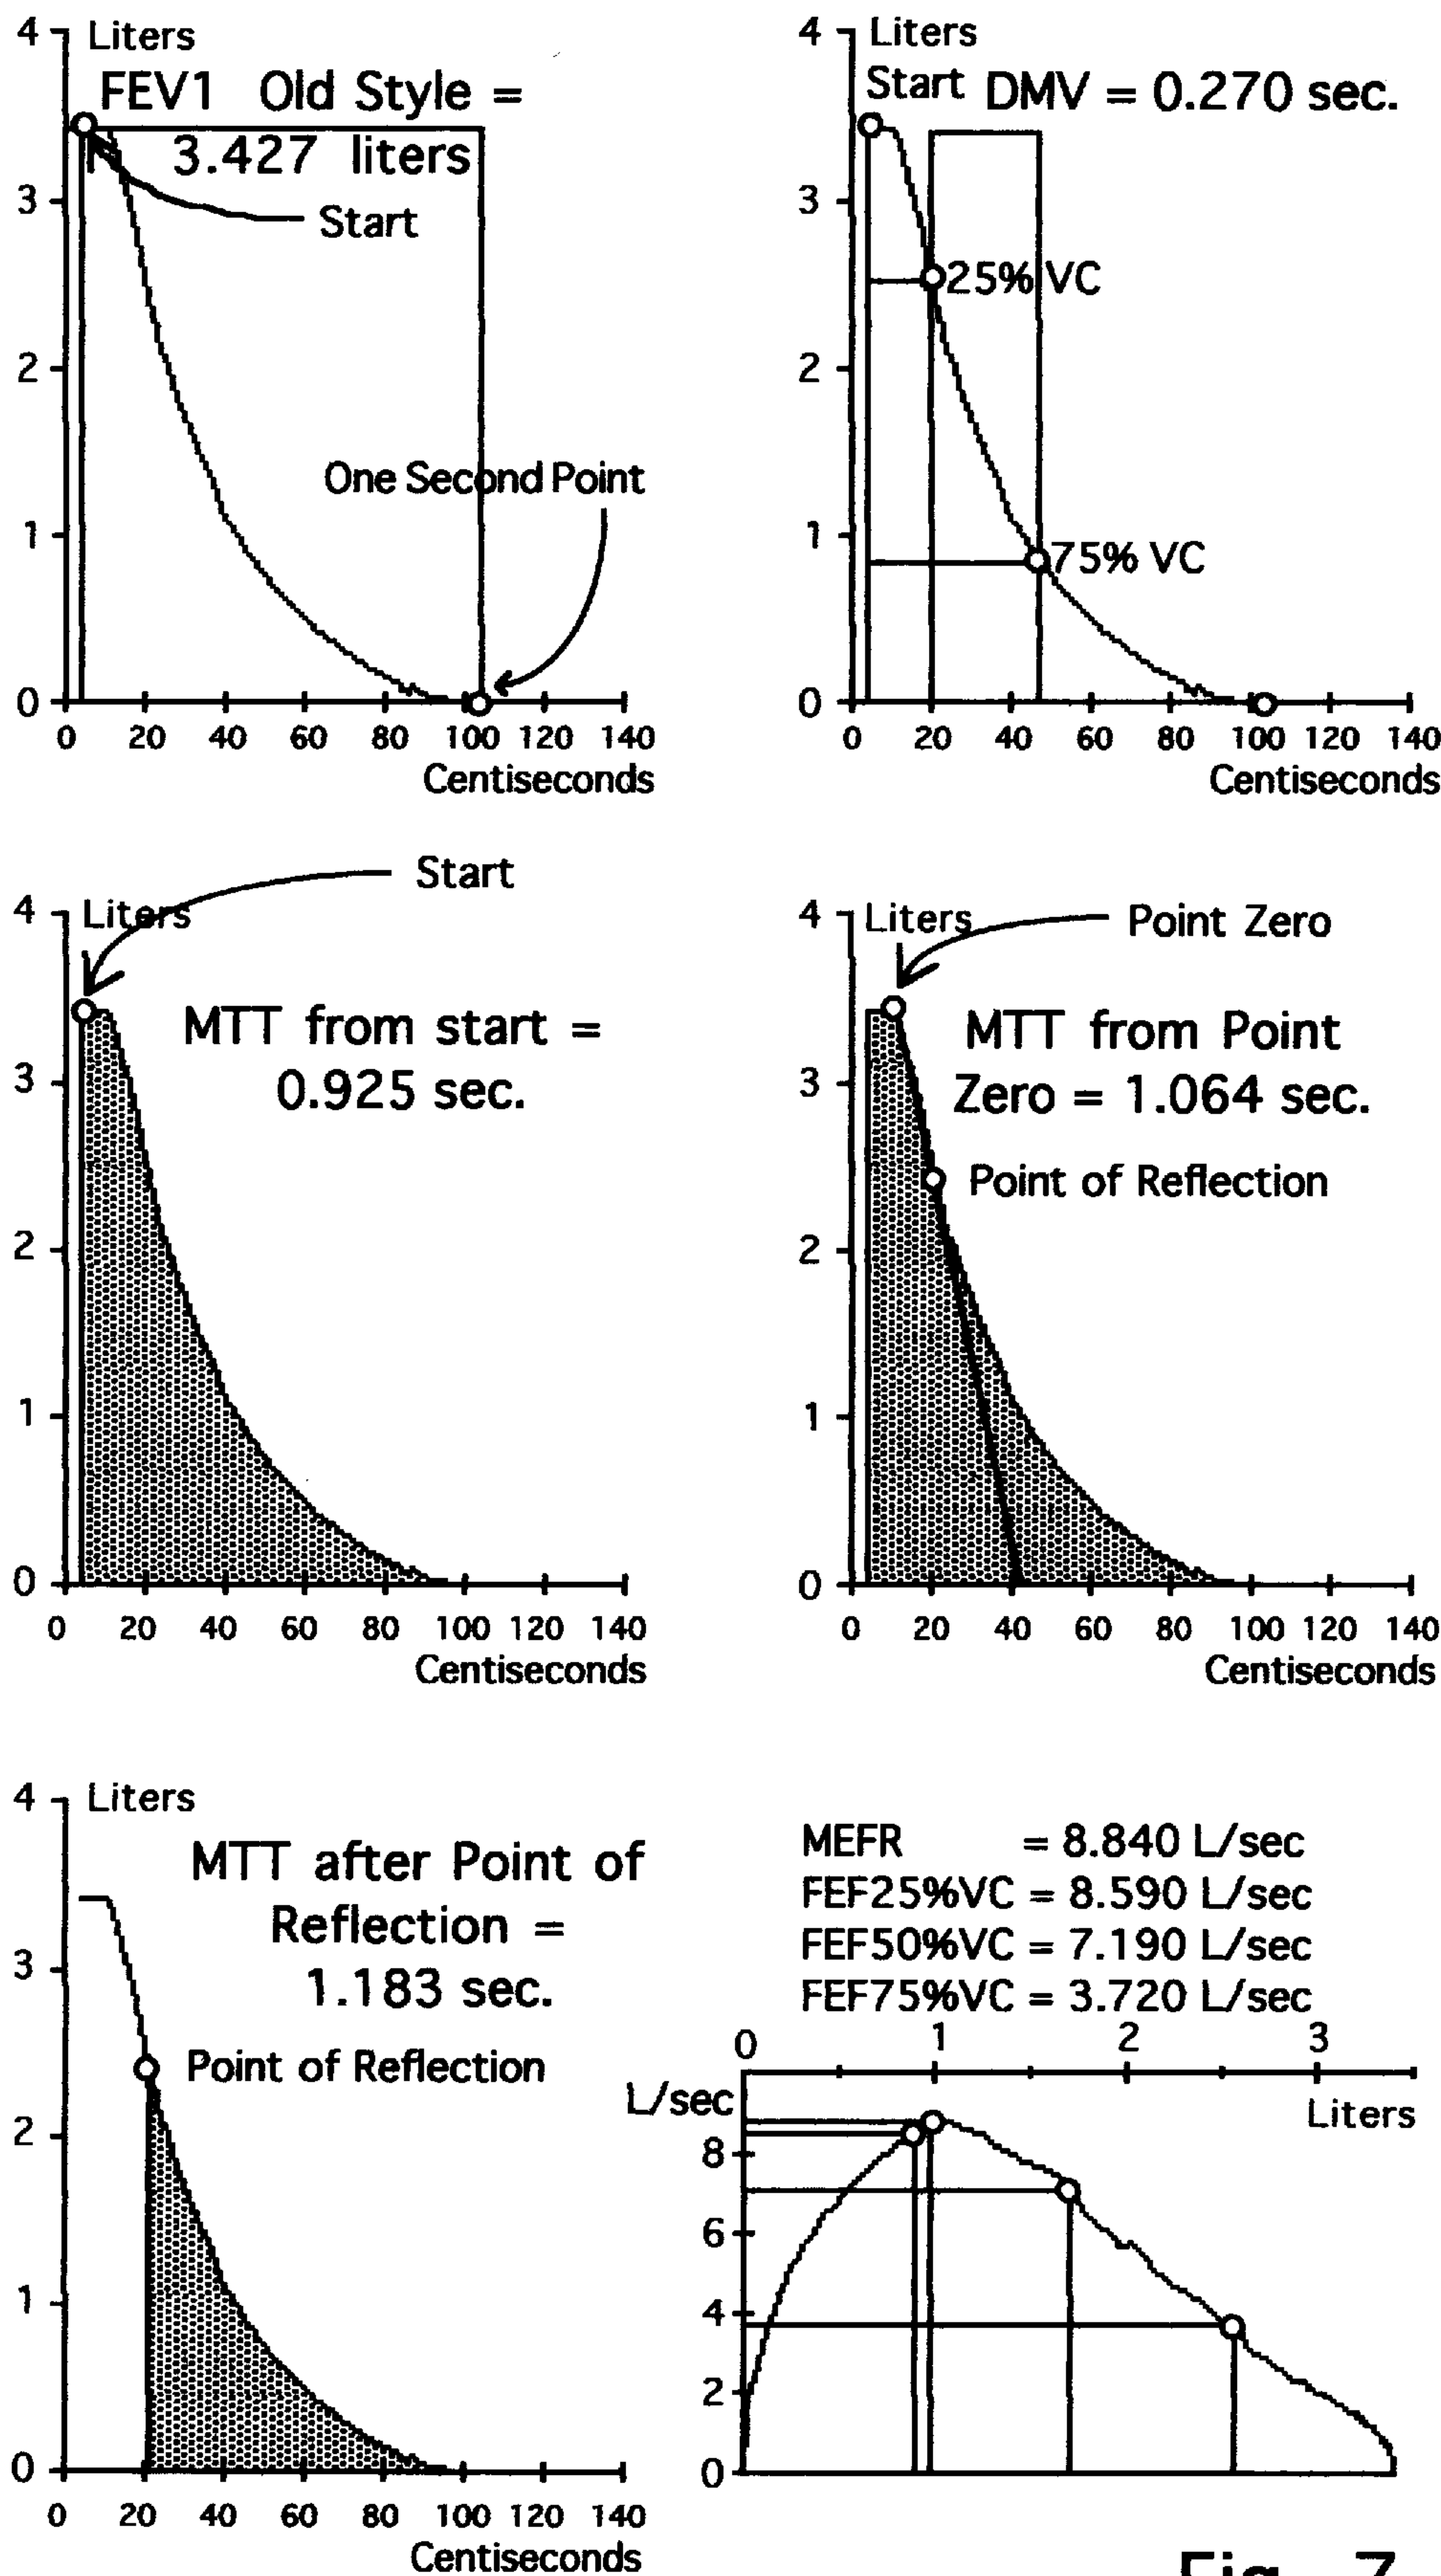 4
Liters
FEV1 Old Style =
3.427 liters
3
Start
2
One Second Point
1
0
0 20 40 60 80 100 120 140
Centiseconds
4
Liters
Start DMV = 0.270 sec.
3
25% VC
2
1
75% VC
0
0 20 40 60 80 100 120 140
Centiseconds
Start
4
Liters
MTT from start =
0.925 sec.
3
2
1
0
0 20 40 60 80 100 120 140
Centiseconds
4
Liters
Point Zero
MTT from Point
Zero = 1.064 sec.
3
Point of Reflection
2
1
0
0 20 40 60 80 100 120 140
Centiseconds
4
Liters
MTT after Point of
Reflection =
1.183 sec.
3
Point of Reflection
2
1
0
0 20 40 60 80 100 120 140
Centiseconds
MEFR = 8.840 L/sec
FEF25%VC = 8.590 L/sec
FEF50%VC = 7.190 L/sec
FEF75%VC = 3.720 L/sec
0 1 2 3
L/sec
Liters
8
6
4
2
0
Fig. 7